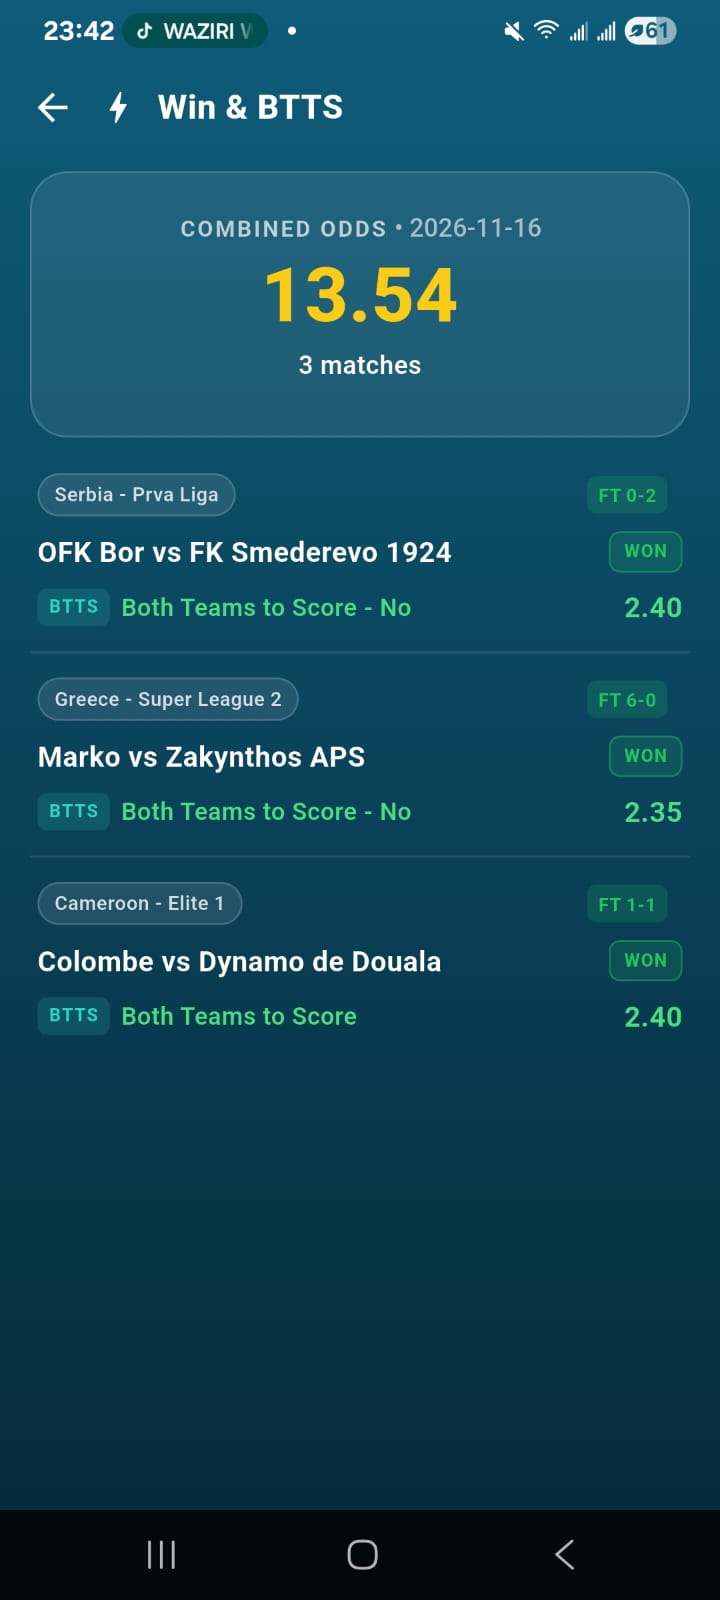 23:42 WAZIRI 61
Win & BTTS
COMBINED ODDS • 2026-11-16
13.54
3 matches
Serbia - Prva Liga FT 0-2
OFK Bor vs FK Smederevo 1924 WON
BTTS Both Teams to Score - No 2.40
Greece - Super League 2 FT 6-0
Marko vs Zakynthos APS WON
BTTS Both Teams to Score - No 2.35
Cameroon - Elite 1 FT 1-1
Colombe vs Dynamo de Douala WON
BTTS Both Teams to Score 2.40